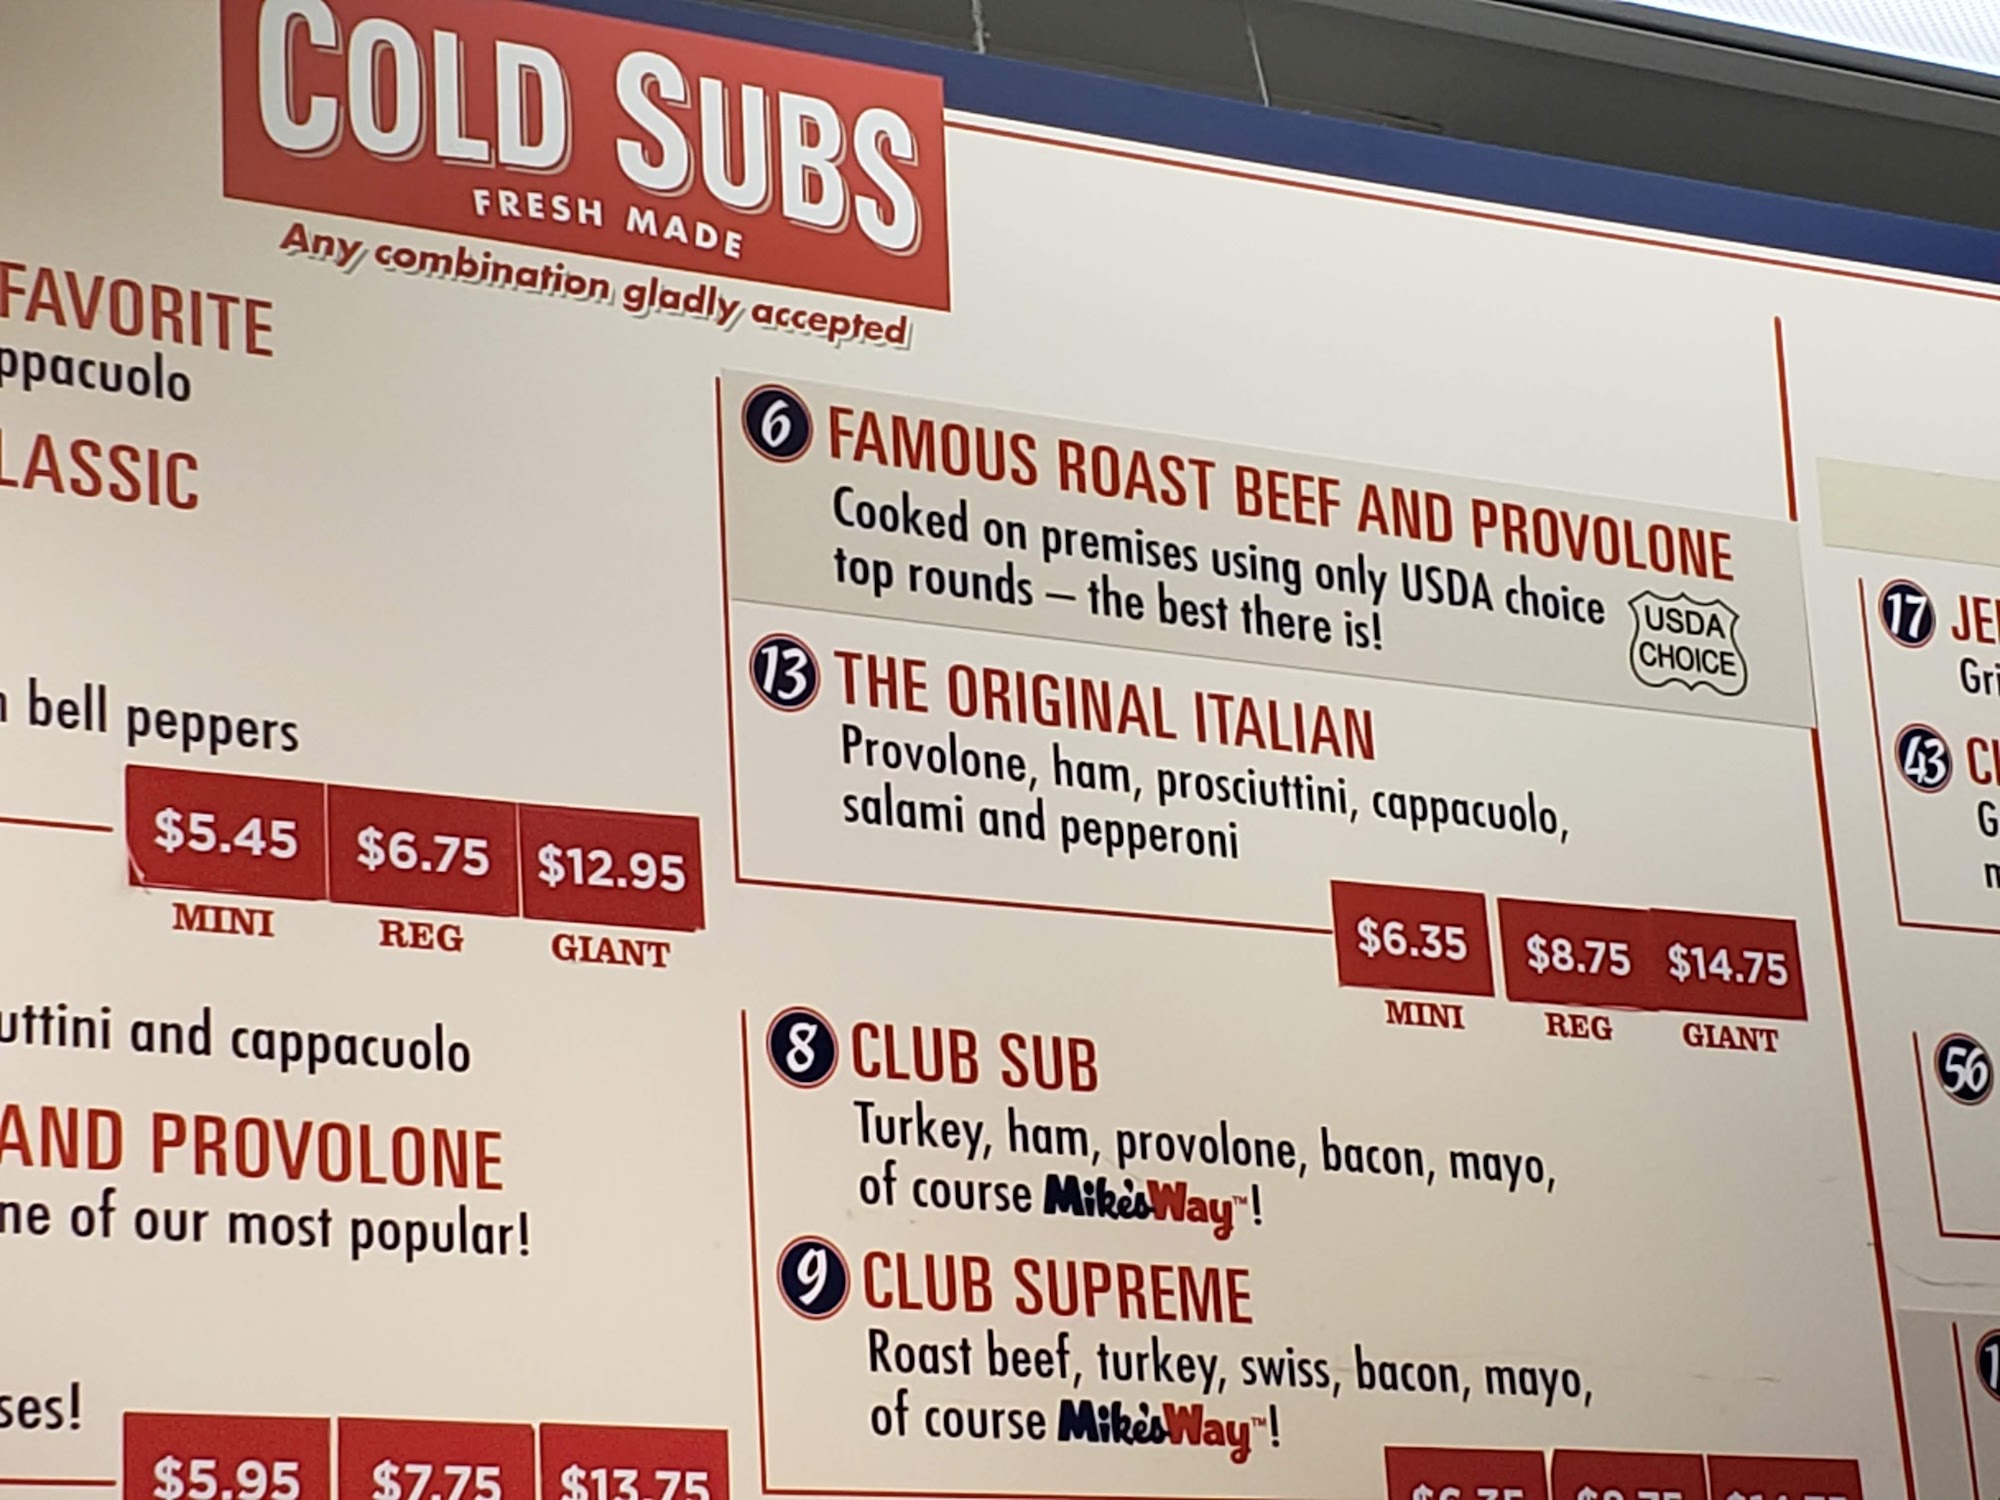 COLD SUBS
FRESH MADE
Any combination gladly accepted
FAVORITE
ppacuolo
LASSIC
bell peppers
$5.45 $6.75 $12.95
MINI REG GIANT
uttini and cappacuolo
AND PROVOLONE
ne of our most popular!
ses!
$5.95 $7.75 $13.75
6 FAMOUS ROAST BEEF AND PROVOLONE
Cooked on premises using only USDA choice
top rounds – the best there is!
USDA
CHOICE
13 THE ORIGINAL ITALIAN
Provolone, ham, prosciuttini, cappacuolo,
salami and pepperoni
$6.35 $8.75 $14.75
MINI REG GIANT
8 CLUB SUB
Turkey, ham, provolone, bacon, mayo,
of course Mike'sWay™!
9 CLUB SUPREME
Roast beef, turkey, swiss, bacon, mayo,
of course Mike'sWay™!
17 JE
Gri
43
G
56